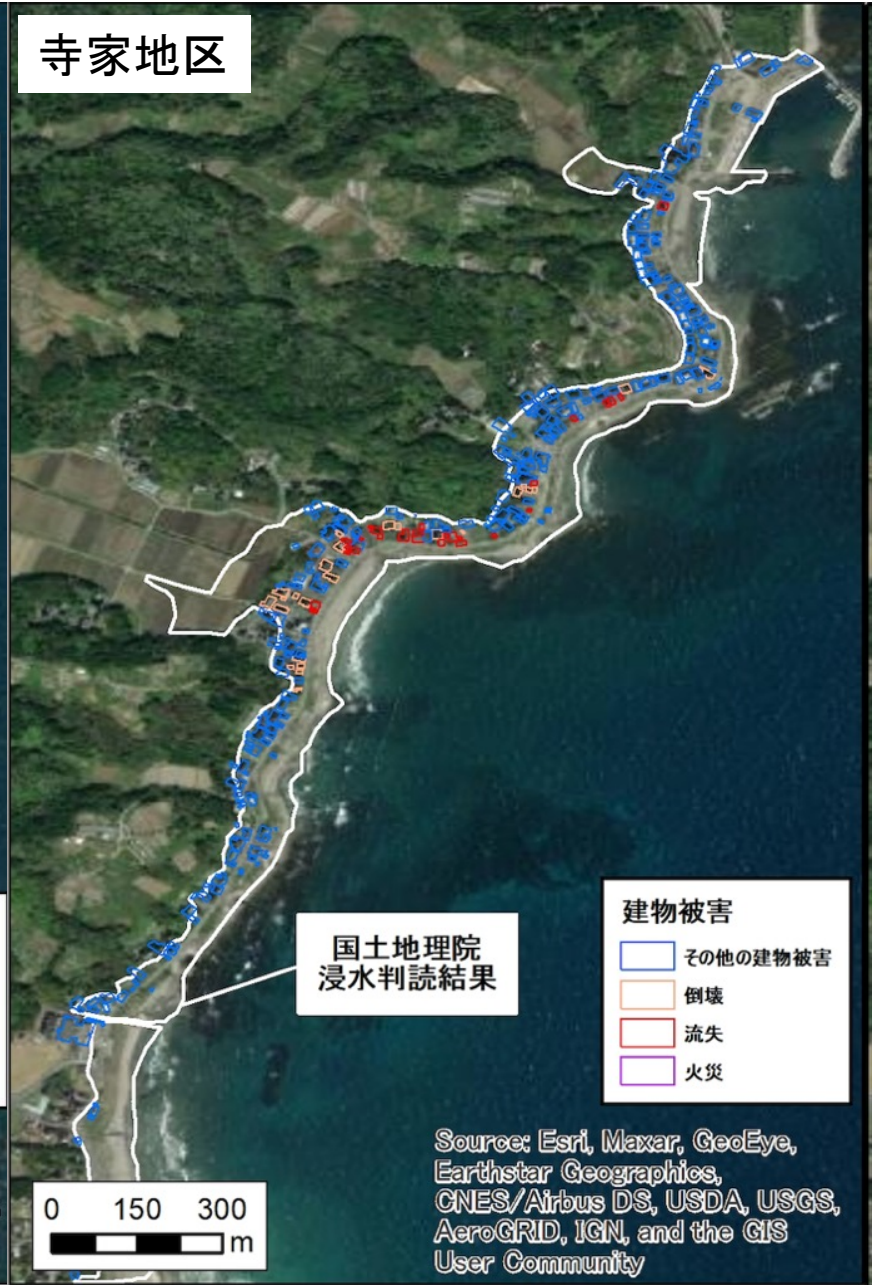 寺家地区
国土地理院
浸水判読結果
建物被害
その他の建物被害
倒壊
流失
火災
Source: Esri, Maxar, GeoEye,
Earthstar Geographics,
CNES/Airbus DS, USDA, USGS,
AeroGRID, IGN, and the GIS
User Community
0 150 300
m